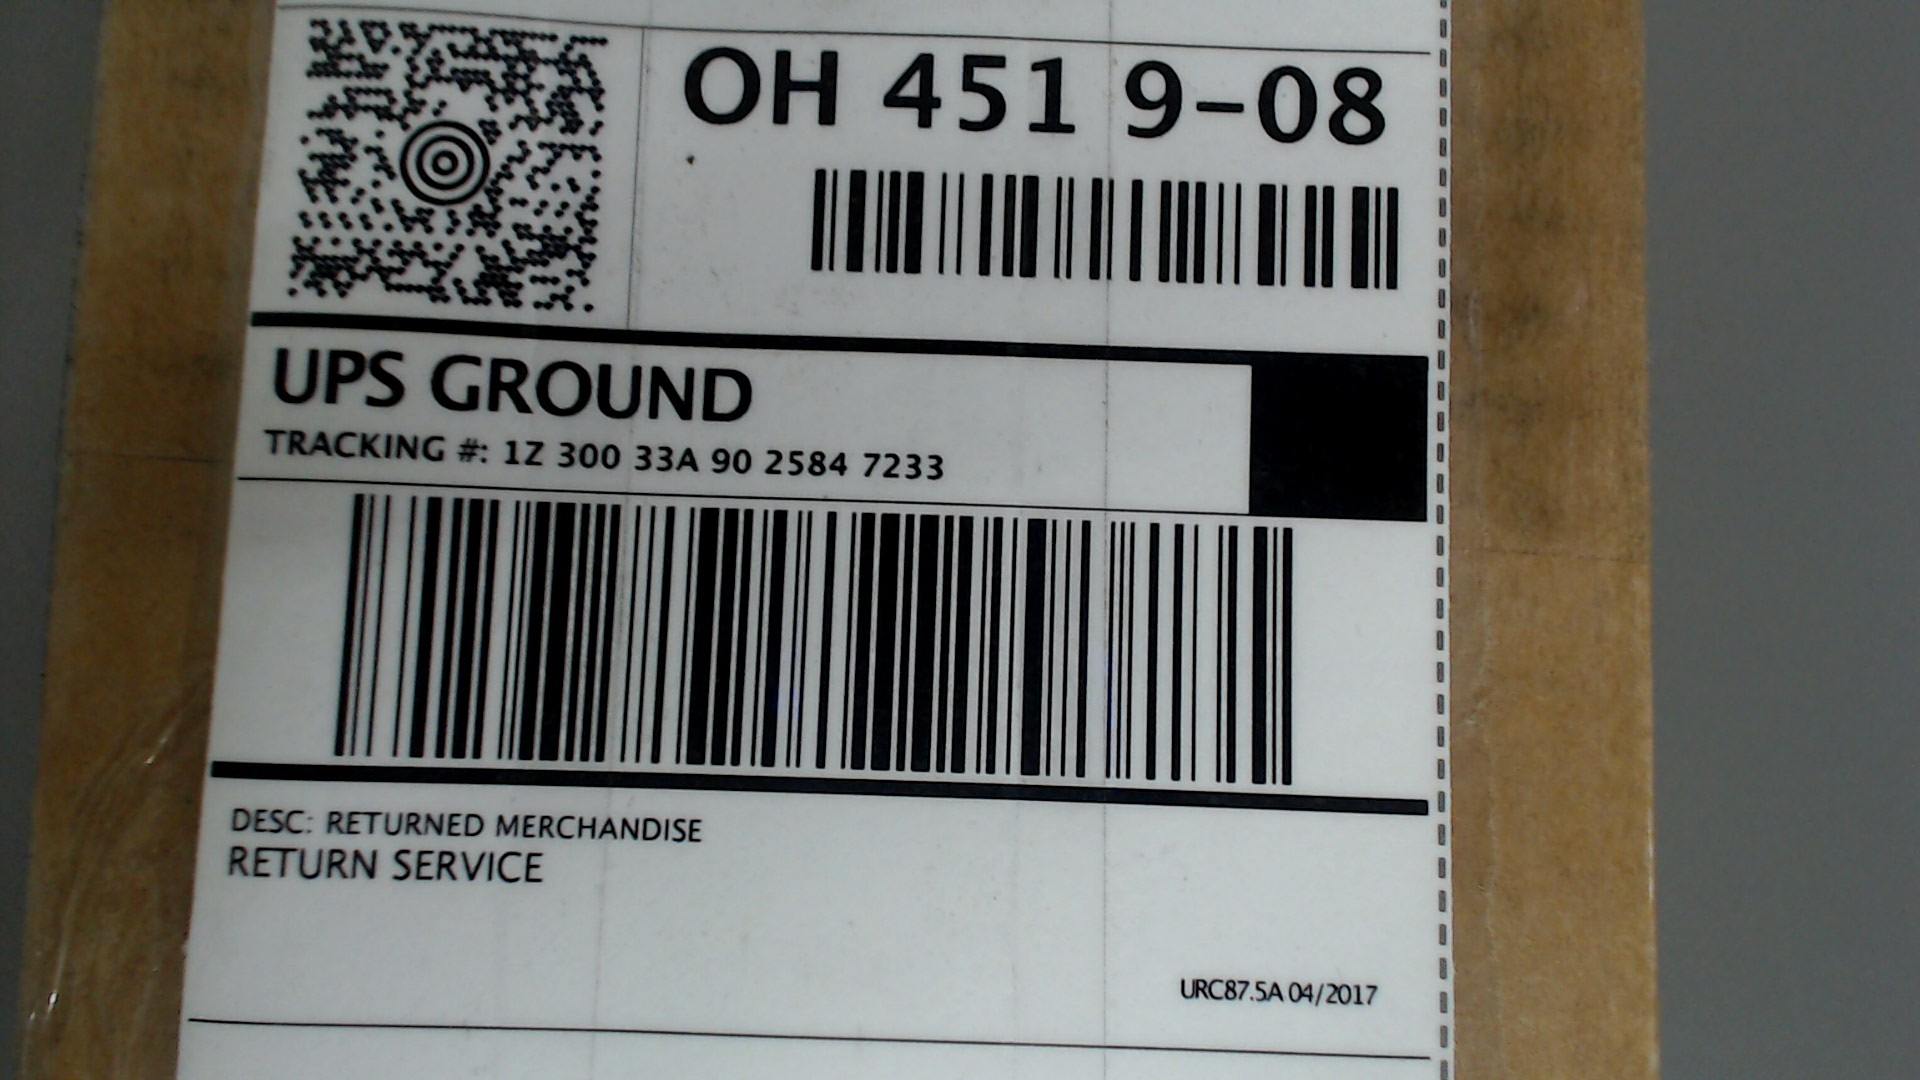 OH 451 9-08
UPS GROUND
TRACKING #: 1Z 300 33A 90 2584 7233
DESC: RETURNED MERCHANDISE
RETURN SERVICE
URC87.5A 04/2017